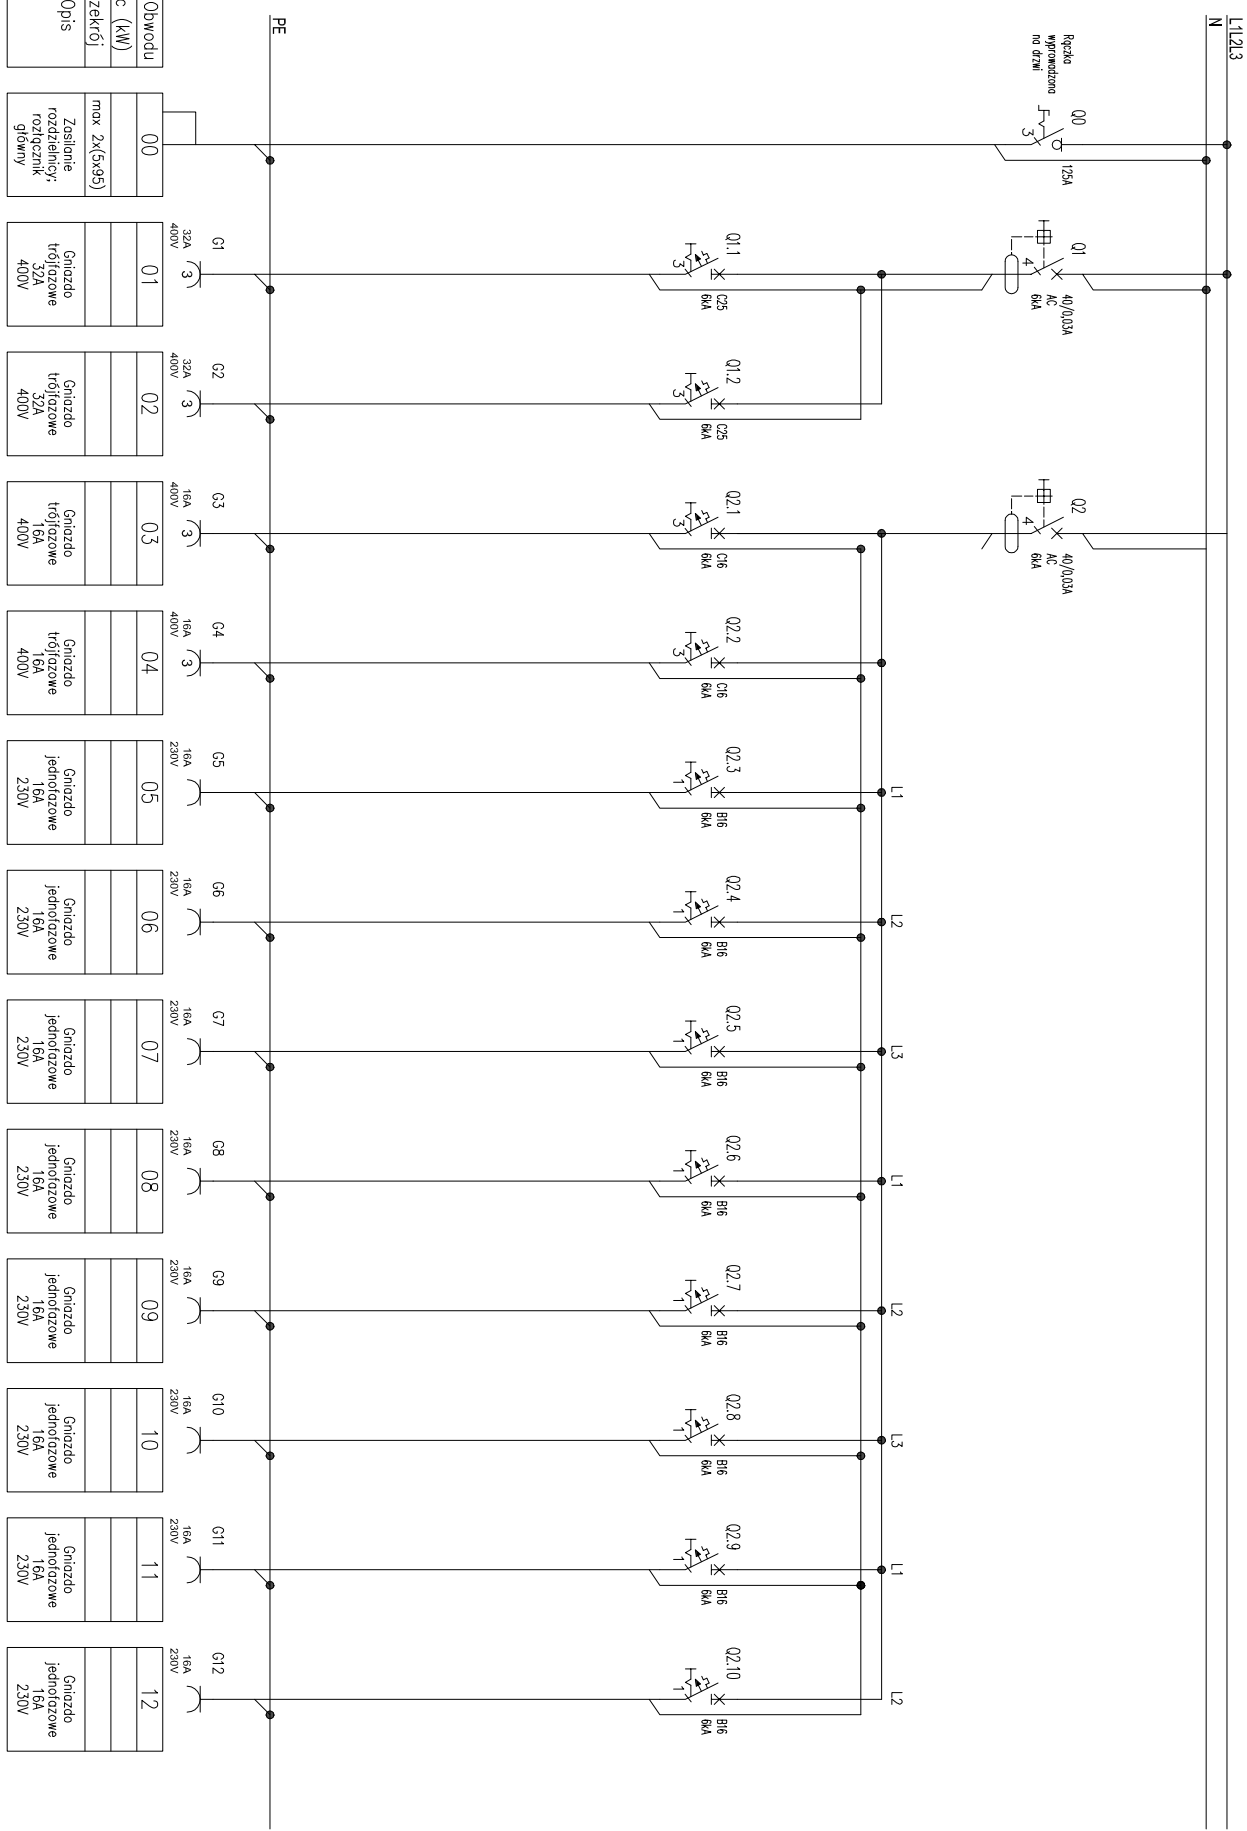 L1L2L3
N
Rączka
wyprowadzona
na drzwi
Q0
3
125A
Q1
4
40/0,03A
AC
6kA
Q2
4
40/0,03A
AC
6kA
L1
L2
L3
L1
L2
L3
L1
L2
Q1.1
3
C25
6kA
Q1.2
3
C25
6kA
Q2.1
3
C16
6kA
Q2.2
3
C16
6kA
Q2.3
1
B16
6kA
Q2.4
1
B16
6kA
Q2.5
1
B16
6kA
Q2.6
1
B16
6kA
Q2.7
1
B16
6kA
Q2.8
1
B16
6kA
Q2.9
1
B16
6kA
Q2.10
1
B16
6kA
PE
G1
32A
400V
3
G2
32A
400V
3
G3
16A
400V
3
G4
16A
400V
3
G5
16A
230V
G6
16A
230V
G7
16A
230V
G8
16A
230V
G9
16A
230V
G10
16A
230V
G11
16A
230V
G12
16A
230V
Obwodu
c (kW)
zekrój
Opis
00
max 2x(5x95)
Zasilanie
rozdzielnicy;
rozłącznik
główny
01
Gniazdo
trójfazowe
32A
400V
02
Gniazdo
trójfazowe
32A
400V
03
Gniazdo
trójfazowe
16A
400V
04
Gniazdo
trójfazowe
16A
400V
05
Gniazdo
jednofazowe
16A
230V
06
Gniazdo
jednofazowe
16A
230V
07
Gniazdo
jednofazowe
16A
230V
08
Gniazdo
jednofazowe
16A
230V
09
Gniazdo
jednofazowe
16A
230V
10
Gniazdo
jednofazowe
16A
230V
11
Gniazdo
jednofazowe
16A
230V
12
Gniazdo
jednofazowe
16A
230V